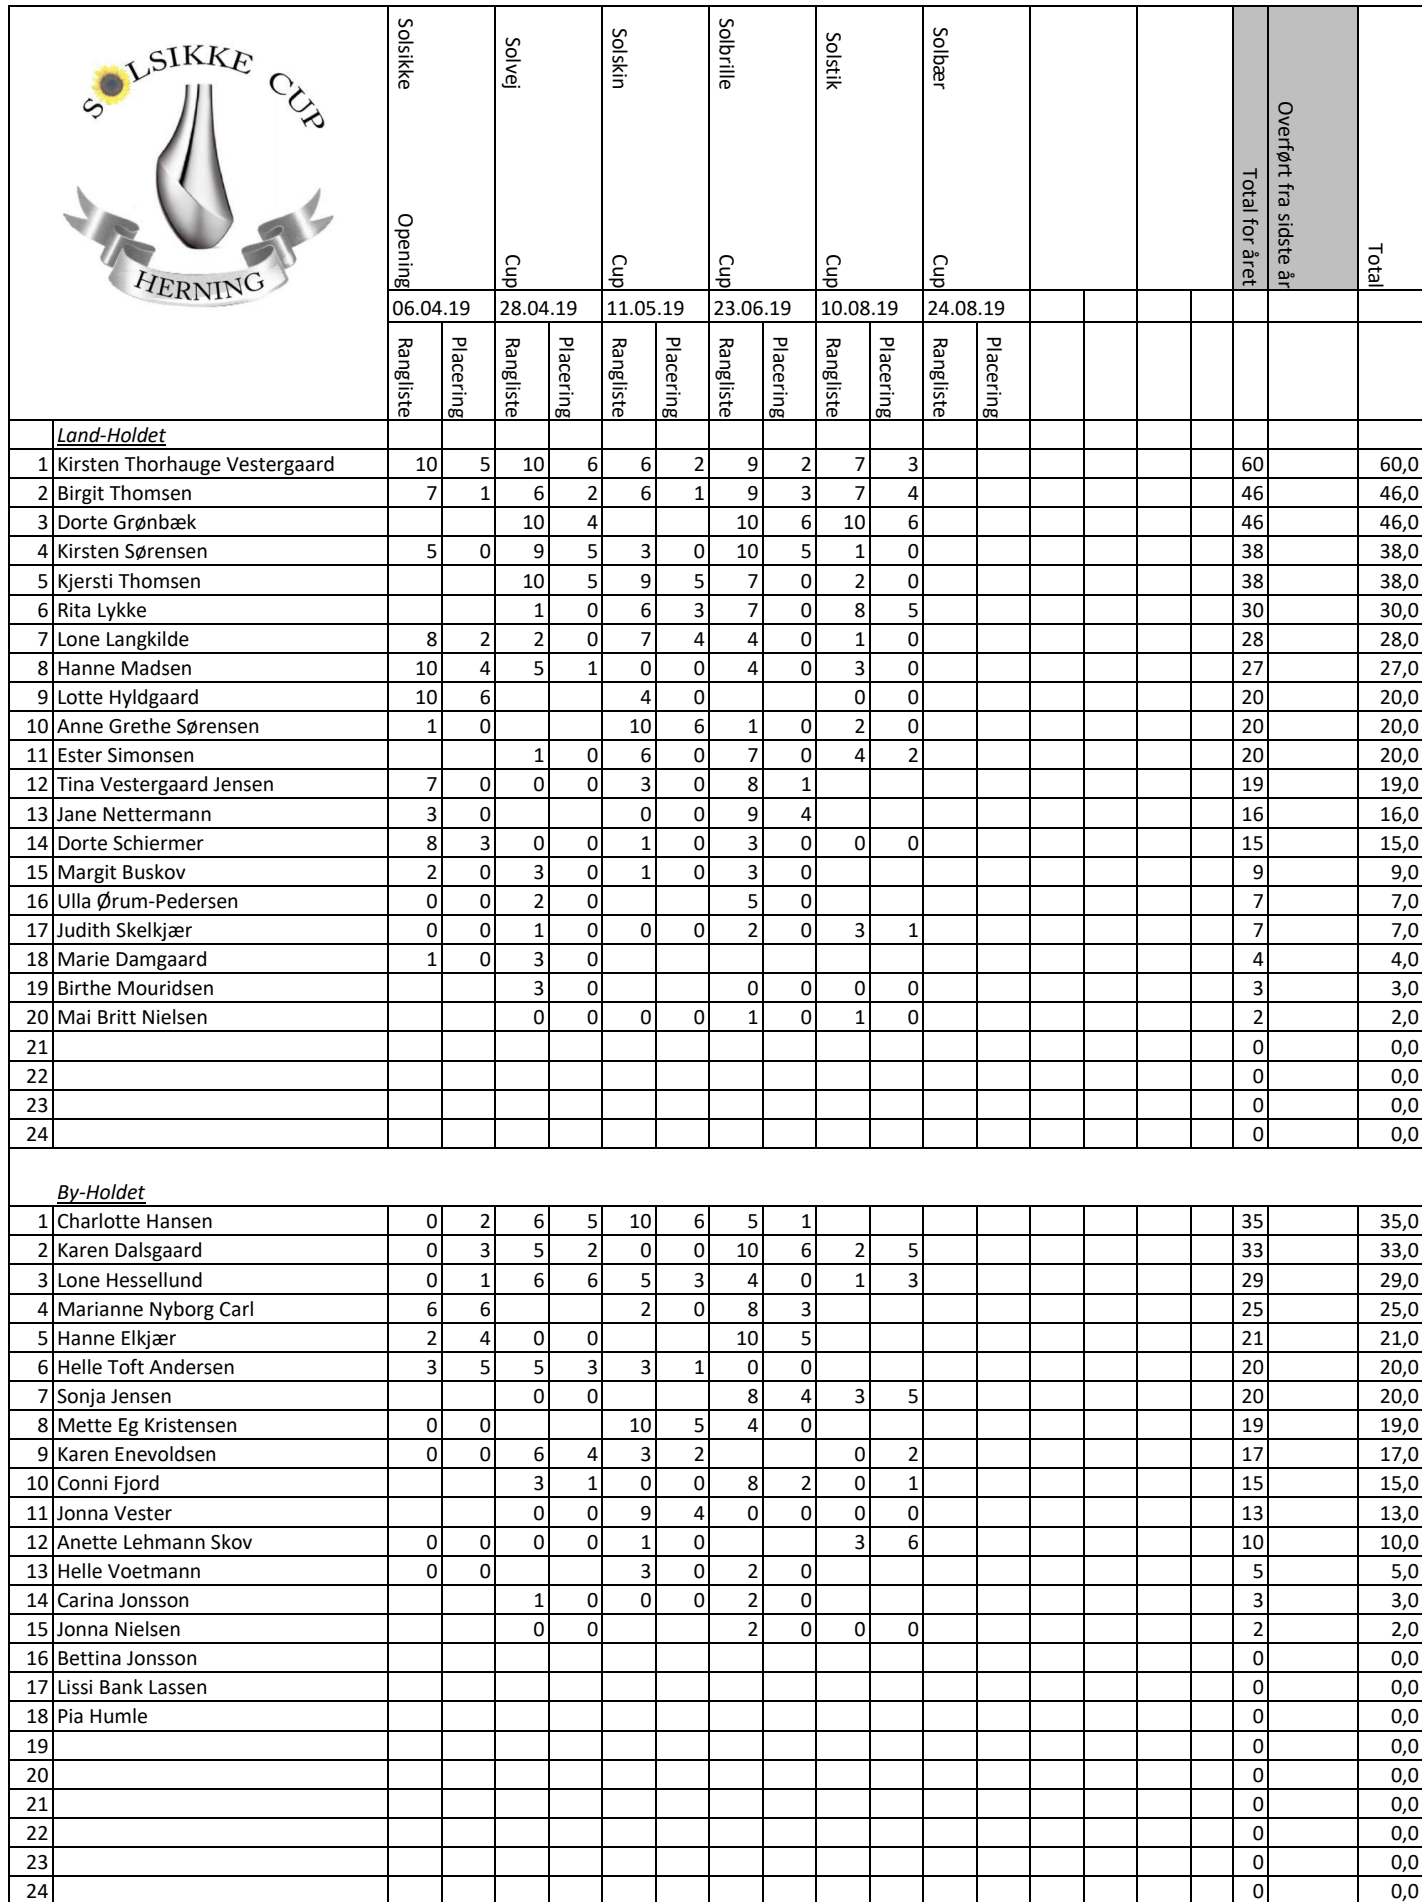 SOLSIKKE CUP
HERNING
Solsikke Opening
Solvej Cup
Solskin Cup
Solbrille Cup
Solstik Cup
Solbær Cup
Total for året
Overført fra sidste år
Total
06.04.19 28.04.19 11.05.19 23.06.19 10.08.19 24.08.19
Rangliste Placering Rangliste Placering Rangliste Placering Rangliste Placering Rangliste Placering Rangliste Placering
Land-Holdet
1 Kirsten Thorhauge Vestergaard 10 5 10 6 6 2 9 2 7 3 60 60,0
2 Birgit Thomsen 7 1 6 2 6 1 9 3 7 4 46 46,0
3 Dorte Grønbæk 10 4 10 6 10 6 46 46,0
4 Kirsten Sørensen 5 0 9 5 3 0 10 5 1 0 38 38,0
5 Kjersti Thomsen 10 5 9 5 7 0 2 0 38 38,0
6 Rita Lykke 1 0 6 3 7 0 8 5 30 30,0
7 Lone Langkilde 8 2 2 0 7 4 4 0 1 0 28 28,0
8 Hanne Madsen 10 4 5 1 0 0 4 0 3 0 27 27,0
9 Lotte Hyldgaard 10 6 4 0 0 0 20 20,0
10 Anne Grethe Sørensen 1 0 10 6 1 0 2 0 20 20,0
11 Ester Simonsen 1 0 6 0 7 0 4 2 20 20,0
12 Tina Vestergaard Jensen 7 0 0 0 3 0 8 1 19 19,0
13 Jane Nettermann 3 0 0 0 9 4 16 16,0
14 Dorte Schiermer 8 3 0 0 1 0 3 0 0 0 15 15,0
15 Margit Buskov 2 0 3 0 1 0 3 0 9 9,0
16 Ulla Ørum-Pedersen 0 0 2 0 5 0 7 7,0
17 Judith Skelkjær 0 0 1 0 0 0 2 0 3 1 7 7,0
18 Marie Damgaard 1 0 3 0 4 4,0
19 Birthe Mouridsen 3 0 0 0 0 0 3 3,0
20 Mai Britt Nielsen 0 0 0 0 1 0 1 0 2 2,0
21 0 0,0
22 0 0,0
23 0 0,0
24 0 0,0
By-Holdet
1 Charlotte Hansen 0 2 6 5 10 6 5 1 35 35,0
2 Karen Dalsgaard 0 3 5 2 0 0 10 6 2 5 33 33,0
3 Lone Hessellund 0 1 6 6 5 3 4 0 1 3 29 29,0
4 Marianne Nyborg Carl 6 6 2 0 8 3 25 25,0
5 Hanne Elkjær 2 4 0 0 10 5 21 21,0
6 Helle Toft Andersen 3 5 5 3 3 1 0 0 20 20,0
7 Sonja Jensen 0 0 8 4 3 5 20 20,0
8 Mette Eg Kristensen 0 0 10 5 4 0 19 19,0
9 Karen Enevoldsen 0 0 6 4 3 2 0 2 17 17,0
10 Conni Fjord 3 1 0 0 8 2 0 1 15 15,0
11 Jonna Vester 0 0 9 4 0 0 0 0 13 13,0
12 Anette Lehmann Skov 0 0 0 0 1 0 3 6 10 10,0
13 Helle Voetmann 0 0 3 0 2 0 5 5,0
14 Carina Jonsson 1 0 0 0 2 0 3 3,0
15 Jonna Nielsen 0 0 2 0 0 0 2 2,0
16 Bettina Jonsson 0 0,0
17 Lissi Bank Lassen 0 0,0
18 Pia Humle 0 0,0
19 0 0,0
20 0 0,0
21 0 0,0
22 0 0,0
23 0 0,0
24 0 0,0